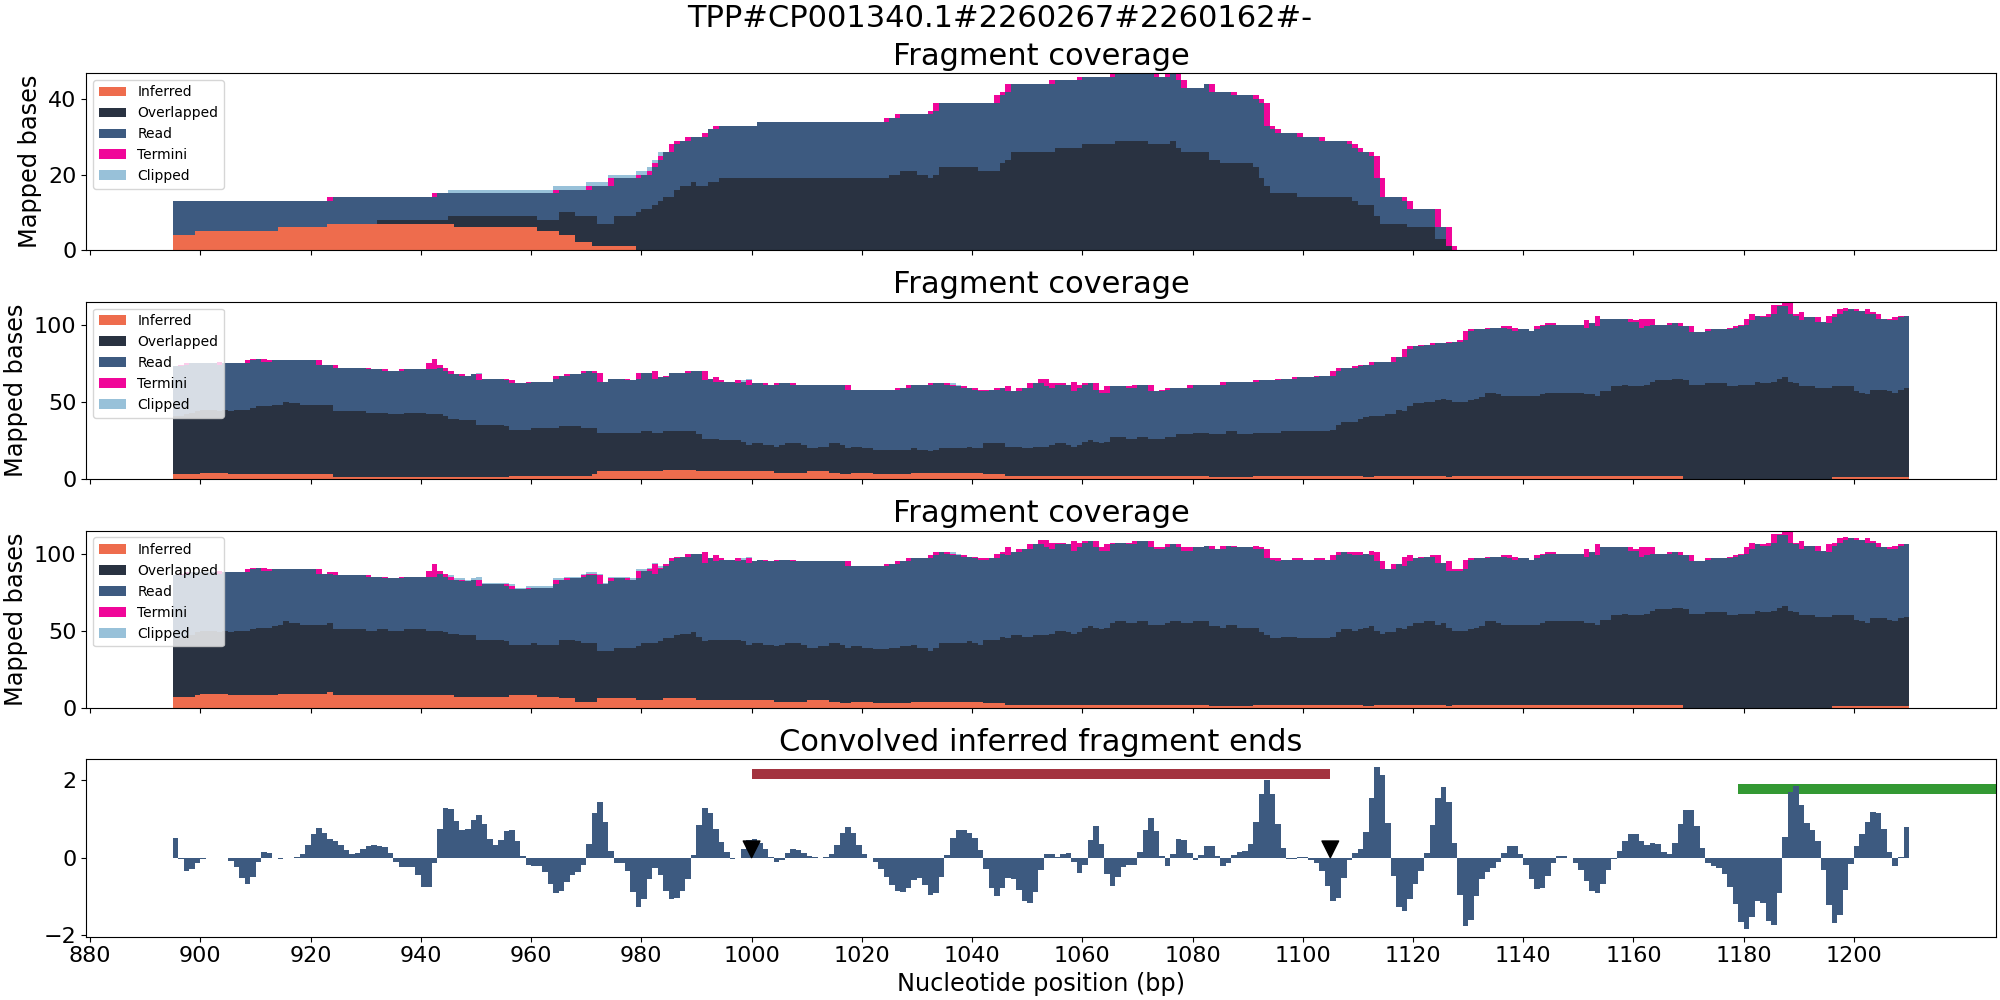 TPP#CP001340.1#2260267#2260162#-
Fragment coverage
Mapped bases
40
20
0
Inferred
Overlapped
Read
Termini
Clipped
Fragment coverage
Mapped bases
100
50
0
Inferred
Overlapped
Read
Termini
Clipped
Fragment coverage
Mapped bases
100
50
0
Inferred
Overlapped
Read
Termini
Clipped
Convolved inferred fragment ends
2
0
−2
880 900 920 940 960 980 1000 1020 1040 1060 1080 1100 1120 1140 1160 1180 1200
Nucleotide position (bp)